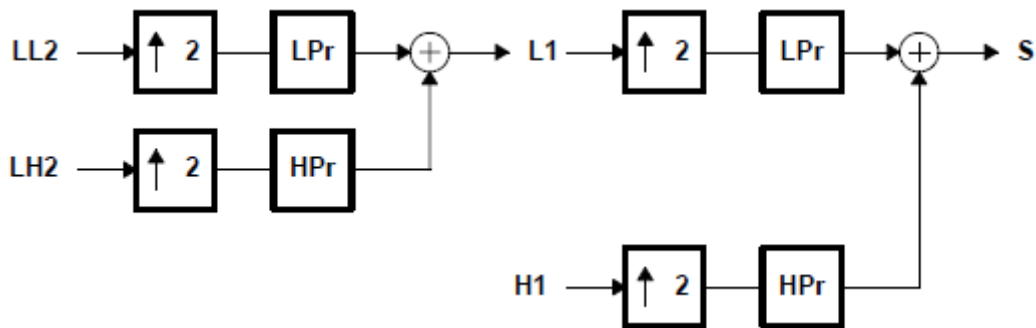 LL2 ↑ 2 LPr + L1 ↑ 2 LPr + S
LH2 ↑ 2 HPr
H1 ↑ 2 HPr